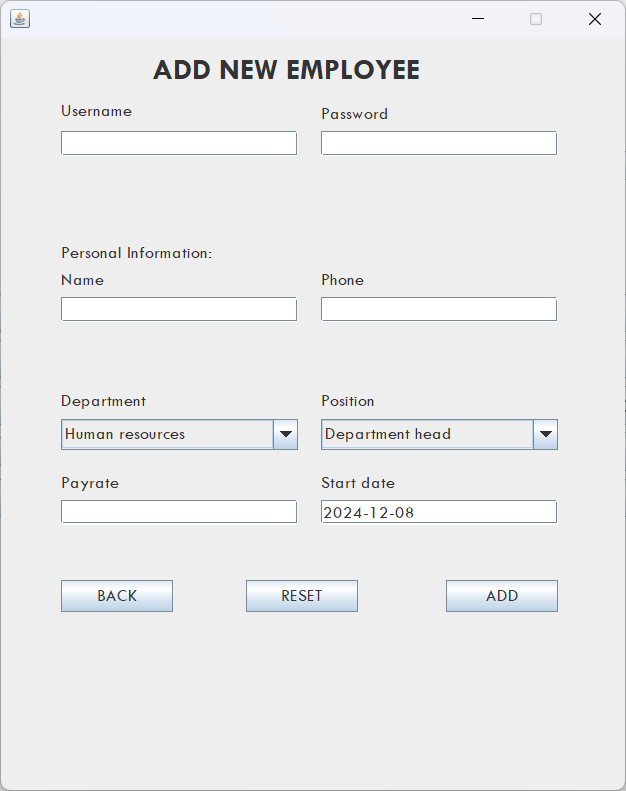 ADD NEW EMPLOYEE
Username Password
Personal Information:
Name Phone
Department Position
Human resources Department head
Payrate Start date
2024-12-08
BACK RESET ADD